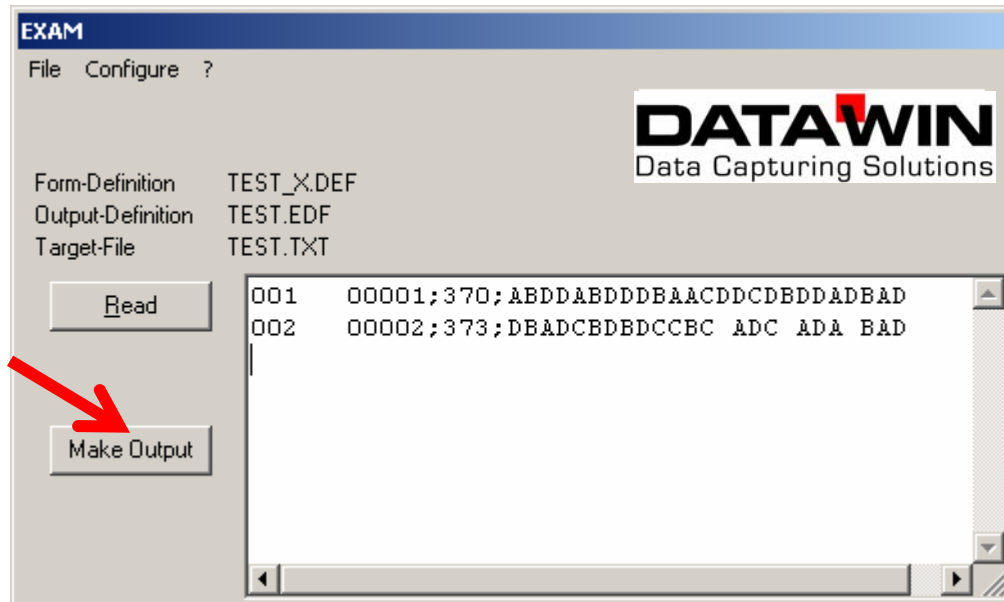 EXAM
File Configure ?
DATAWIN
Data Capturing Solutions
Form-Definition TEST_X.DEF
Output-Definition TEST.EDF
Target-File TEST.TXT
Read
001 00001;370;ABDDABDDDBAACDDCDBDDADBAD
002 00002;373;DBADCBDBDCCBC ADC ADA BAD
Make Output